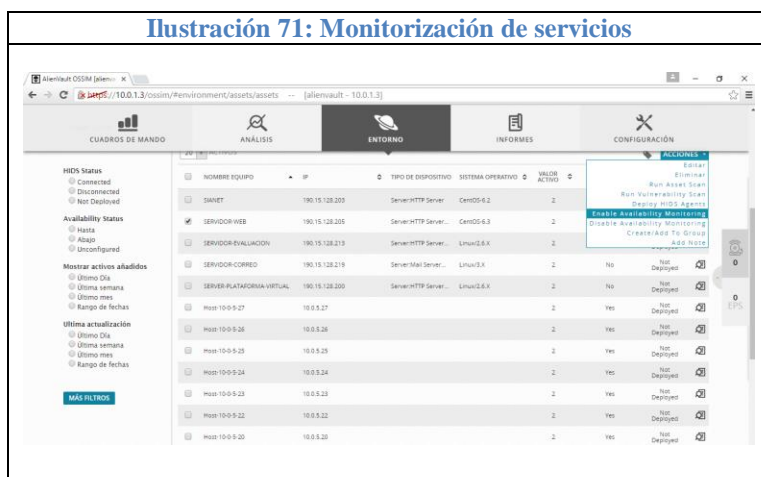 Ilustración 71: Monitorización de servicios
AlienVault OSSIM [alienv
https://10.0.1.3/ossim/#environment/assets/assets -- [alienvault - 10.0.1.3]
CUADROS DE MANDO
ANÁLISIS
ENTORNO
INFORMES
CONFIGURACIÓN
20 ACTIVOS
ACCIONES
Editar
Eliminar
Run Asset Scan
Run Vulnerability Scan
Deploy HIDS Agents
Enable Availability Monitoring
Disable Availability Monitoring
Create/Add To Group
Add Note
HIDS Status
Connected
Disconnected
Not Deployed
Availability Status
Hasta
Abajo
Unconfigured
Mostrar activos añadidos
Último Día
Última semana
Último mes
Rango de fechas
Ultima actualización
Último Día
Última semana
Último mes
Rango de fechas
MÁS FILTROS
NOMBRE EQUIPO IP TIPO DE DISPOSITIVO SISTEMA OPERATIVO VALOR ACTIVO
SIANET 190.15.128.203 Server:HTTP Server CentOS-6.2 2
SERVIDOR-WEB 190.15.128.205 Server:HTTP Server... CentOS-6.3 2
SERVIDOR-EVALUACION 190.15.128.213 Server:HTTP Server... Linux/2.6.X 2 Deployed
SERVIDOR-CORREO 190.15.128.219 Server:Mail Server... Linux/3.X 2 No Not Deployed
SERVER-PLATAFORMA-VIRTUAL 190.15.128.200 Server:HTTP Server... Linux/2.6.X 2 No Not Deployed
Host-10-0-5-27 10.0.5.27 2 Yes Not Deployed
Host-10-0-5-26 10.0.5.26 2 Yes Not Deployed
Host-10-0-5-25 10.0.5.25 2 Yes Not Deployed
Host-10-0-5-24 10.0.5.24 2 Yes Not Deployed
Host-10-0-5-23 10.0.5.23 2 Yes Not Deployed
Host-10-0-5-22 10.0.5.22 2 Yes Not Deployed
Host-10-0-5-20 10.0.5.20 2 Yes Not Deployed
0
0
EPS